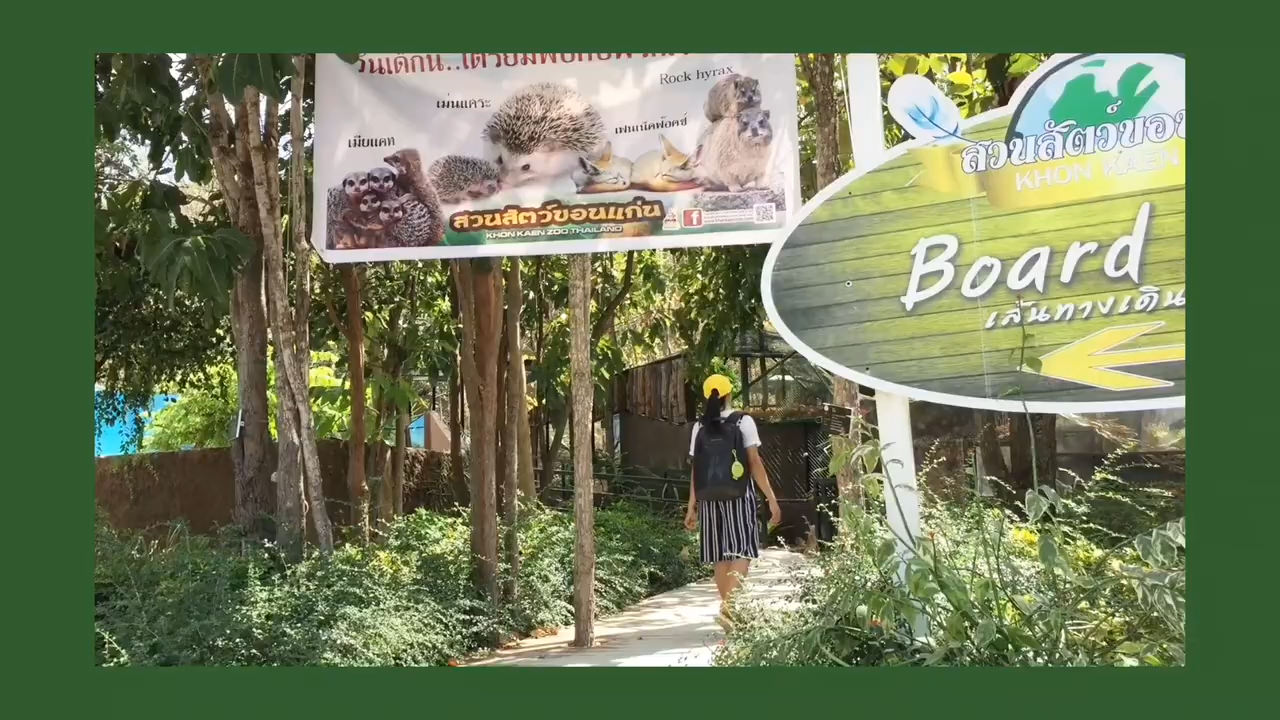 Rock hyrax
เม่นแคระ
เฟนเน็คฟ็อคซ์
เมียแคท
สวนสัตว์ขอนแก่น
KHON KAEN ZOO THAILAND
f
สวนสัตว์ขอน
KHON KAEN
Board
เส้นทางเดิน